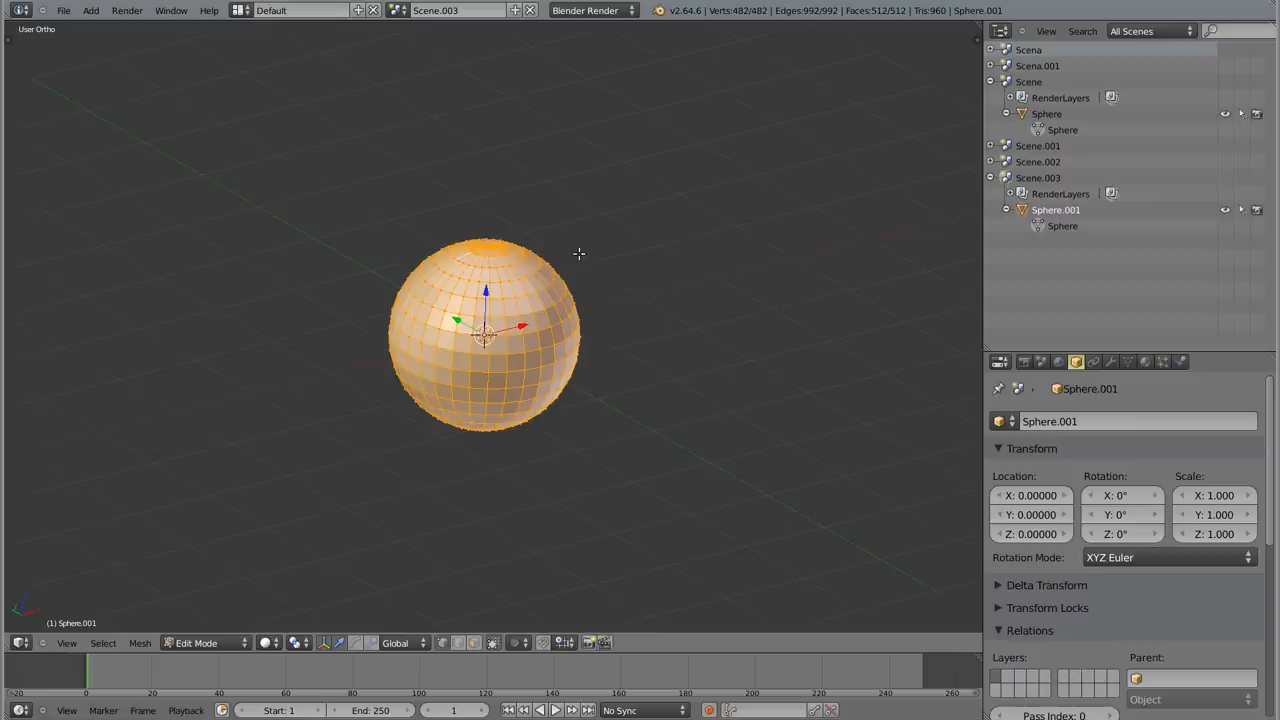 File Add Render Window Help Default Scene.003 Blender Render v2.64.6 | Verts:482/482 | Edges:992/992 | Faces:512/512 | Tris:960 | Sphere.001
User Ortho
View Search All Scenes
Scena
Scena.001
Scene
RenderLayers |
Sphere
Sphere
Scene.001
Scene.002
Scene.003
RenderLayers |
Sphere.001
Sphere
Sphere.001
Sphere.001
Transform
Location: Rotation: Scale:
X: 0.00000 X: 0° X: 1.000
Y: 0.00000 Y: 0° Y: 1.000
Z: 0.00000 Z: 0° Z: 1.000
Rotation Mode: XYZ Euler
Delta Transform
Transform Locks
Relations
Layers: Parent:
Object
Pass Index: 0
(1) Sphere.001
View Select Mesh Edit Mode Global
-20 0 20 40 60 80 100 120 140 160 180 200 220 240 260
View Marker Frame Playback Start: 1 End: 250 1 No Sync